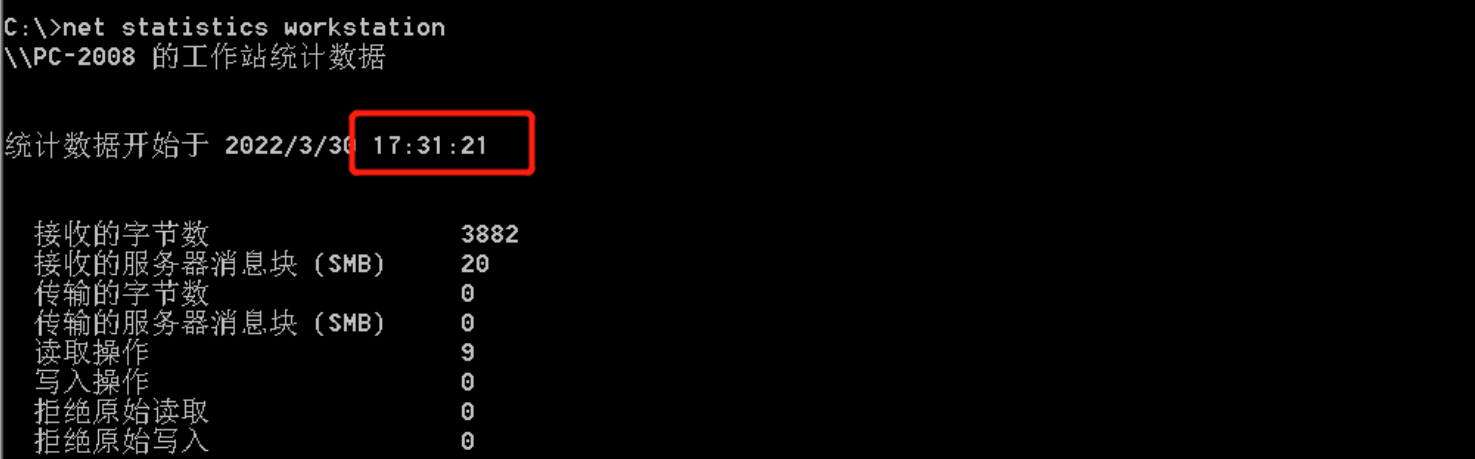 C:\>net statistics workstation
\\PC-2008 的工作站统计数据
统计数据开始于 2022/3/30 17:31:21
接收的字节数 3882
接收的服务器消息块 (SMB) 20
传输的字节数 0
传输的服务器消息块 (SMB) 0
读取操作 9
写入操作 0
拒绝原始读取 0
拒绝原始写入 0